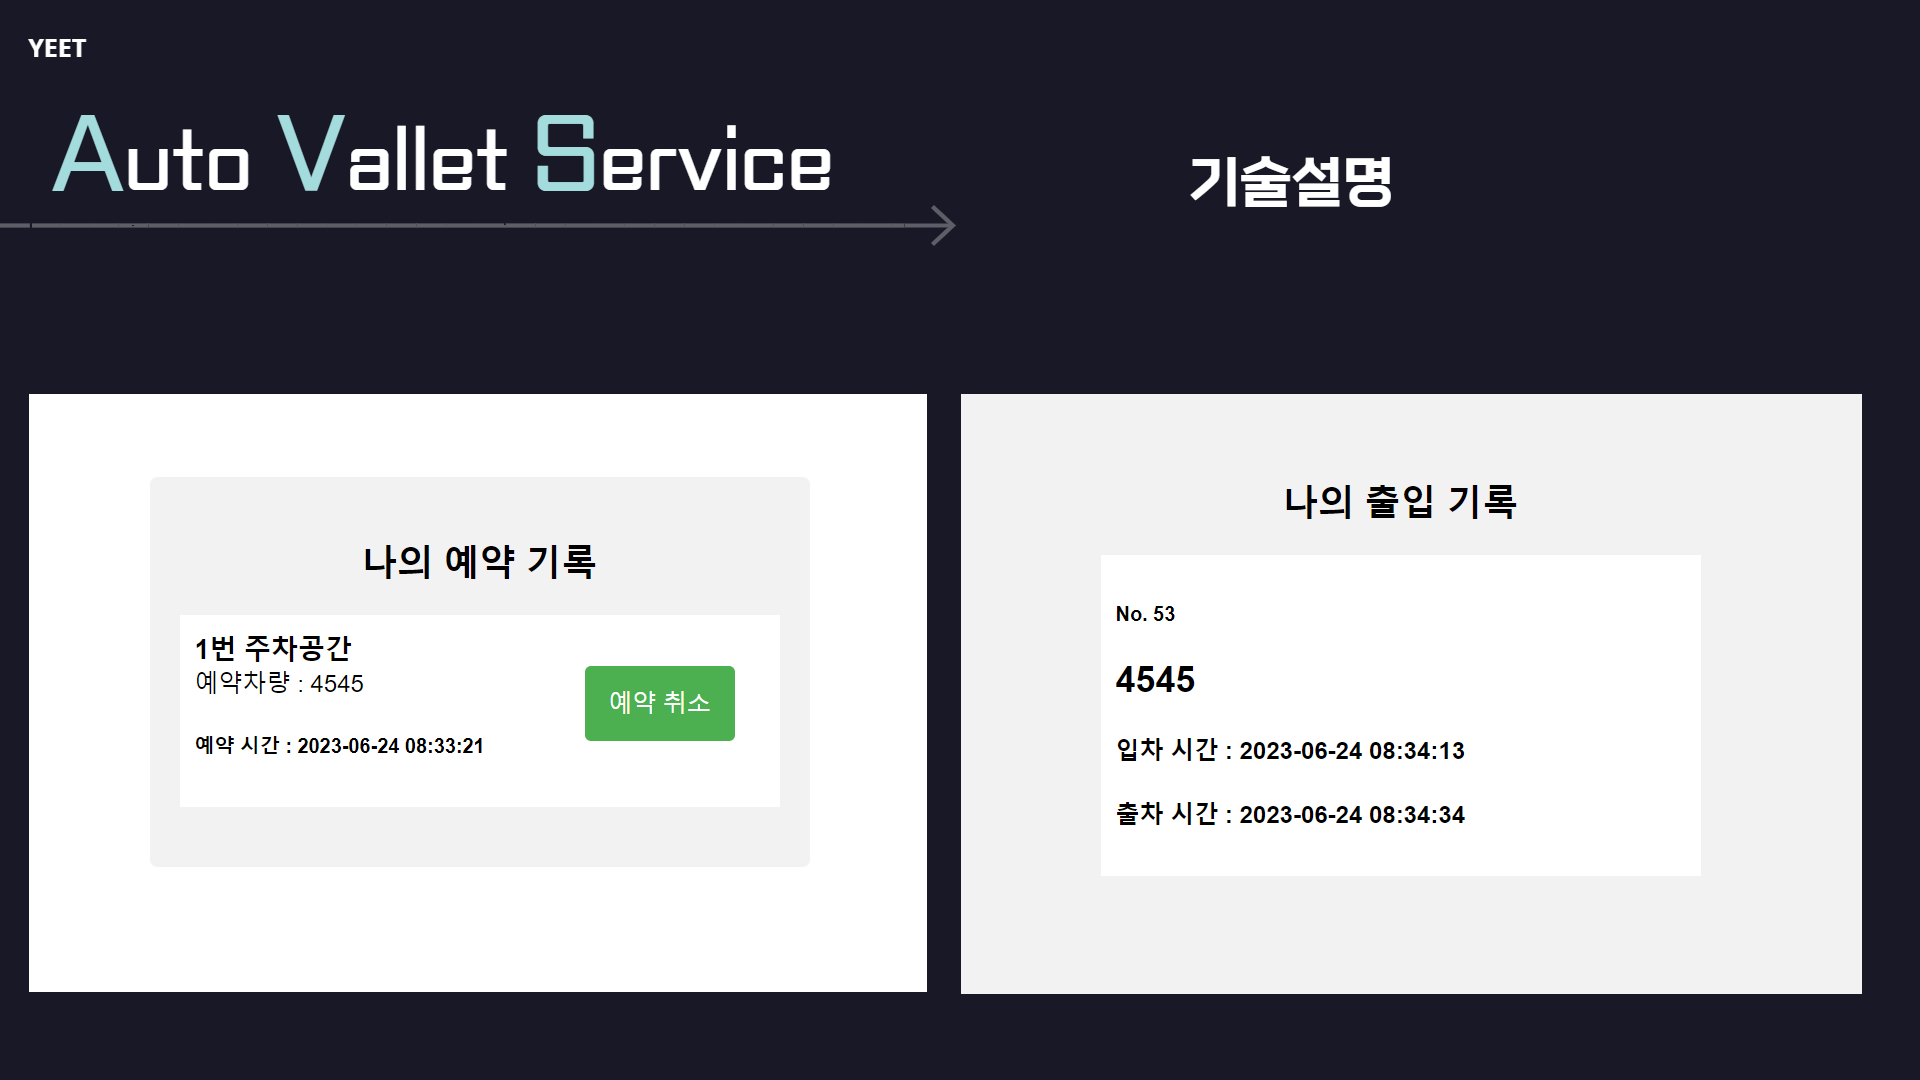 YEET
Auto Vallet Service
기술설명
나의 예약 기록
1번 주차공간
예약차량 : 4545
예약 취소
예약 시간 : 2023-06-24 08:33:21
나의 출입 기록
No. 53
4545
입차 시간 : 2023-06-24 08:34:13
출차 시간 : 2023-06-24 08:34:34